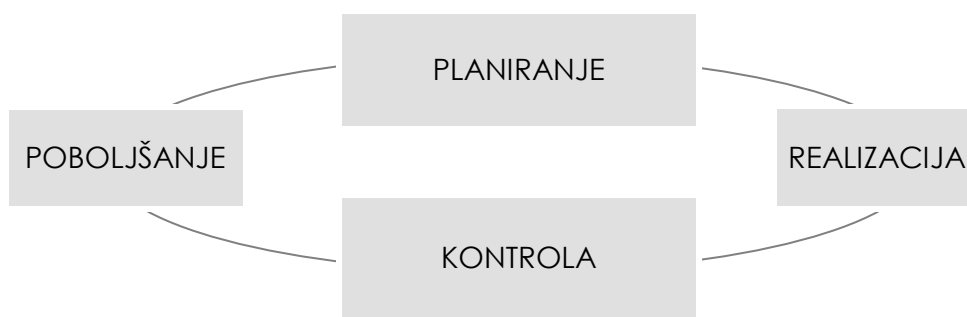 PLANIRANJE
POBOLJŠANJE
REALIZACIJA
KONTROLA